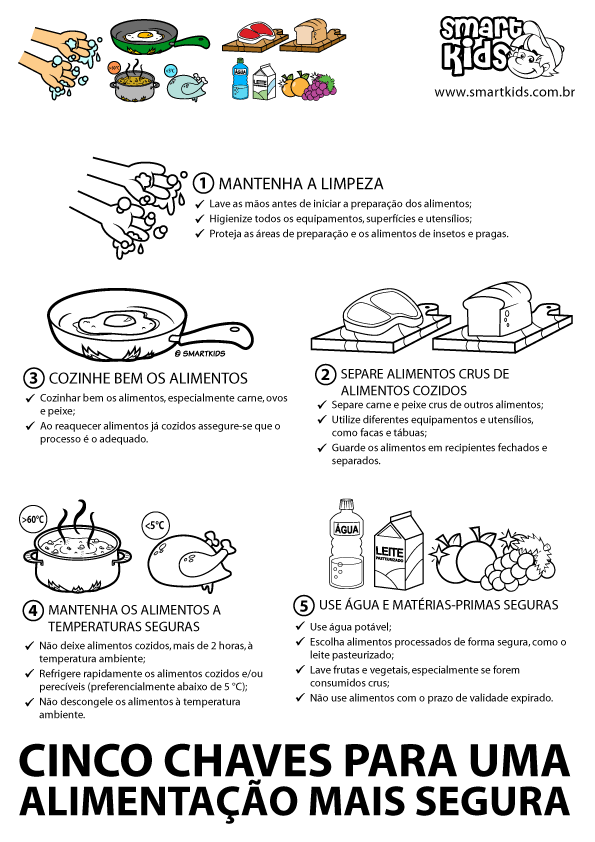 smart
kids
www.smartkids.com.br
>60°C
<5°C
1 MANTENHA A LIMPEZA
✓ Lave as mãos antes de iniciar a preparação dos alimentos;
✓ Higienize todos os equipamentos, superfícies e utensílios;
✓ Proteja as áreas de preparação e os alimentos de insetos e pragas.
© SMARTKIDS
3 COZINHE BEM OS ALIMENTOS
✓ Cozinhar bem os alimentos, especialmente carne, ovos
e peixe;
✓ Ao reaquecer alimentos já cozidos assegure-se que o
processo é o adequado.
2 SEPARE ALIMENTOS CRUS DE
ALIMENTOS COZIDOS
✓ Separe carne e peixe crus de outros alimentos;
✓ Utilize diferentes equipamentos e utensílios,
como facas e tábuas;
✓ Guarde os alimentos em recipientes fechados e
separados.
>60°C
<5°C
4 MANTENHA OS ALIMENTOS A
TEMPERATURAS SEGURAS
✓ Não deixe alimentos cozidos, mais de 2 horas, à
temperatura ambiente;
✓ Refrigere rapidamente os alimentos cozidos e/ou
perecíveis (preferencialmente abaixo de 5 °C);
✓ Não descongele os alimentos à temperatura
ambiente.
ÁGUA
LEITE
PASTEURIZADO
5 USE ÁGUA E MATÉRIAS-PRIMAS SEGURAS
✓ Use água potável;
✓ Escolha alimentos processados de forma segura, como o
leite pasteurizado;
✓ Lave frutas e vegetais, especialmente se forem
consumidos crus;
✓ Não use alimentos com o prazo de validade expirado.
CINCO CHAVES PARA UMA
ALIMENTAÇÃO MAIS SEGURA